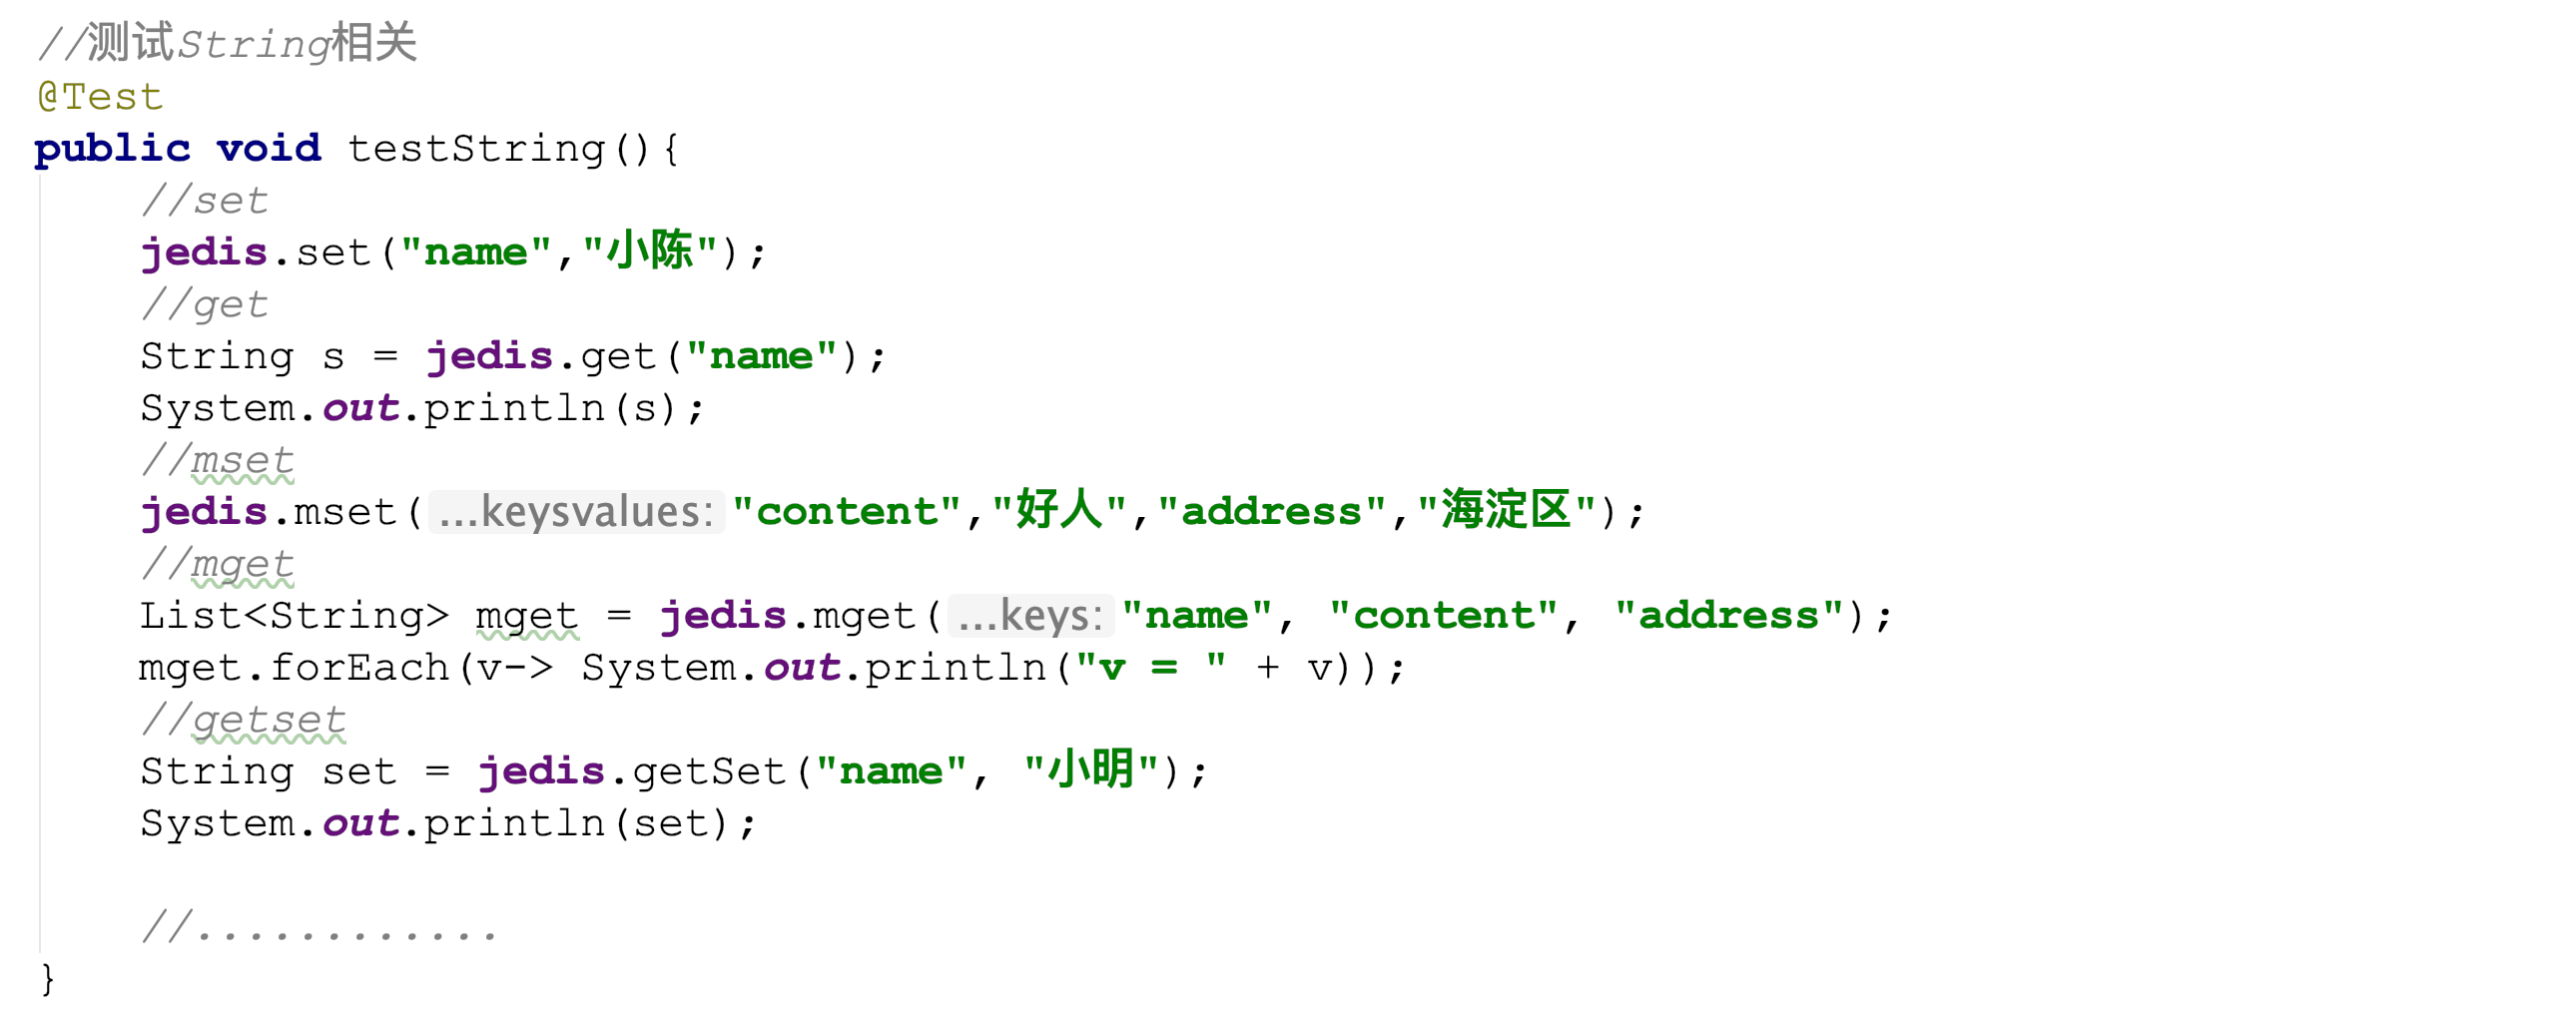 //测试String相关
@Test
public void testString(){
//set
jedis.set("name","小陈");
//get
String s = jedis.get("name");
System.out.println(s);
//mset
jedis.mset( ...keysvalues: "content","好人","address","海淀区");
//mget
List<String> mget = jedis.mget( ...keys: "name", "content", "address");
mget.forEach(v-> System.out.println("v = " + v));
//getset
String set = jedis.getSet("name", "小明");
System.out.println(set);
//............
}